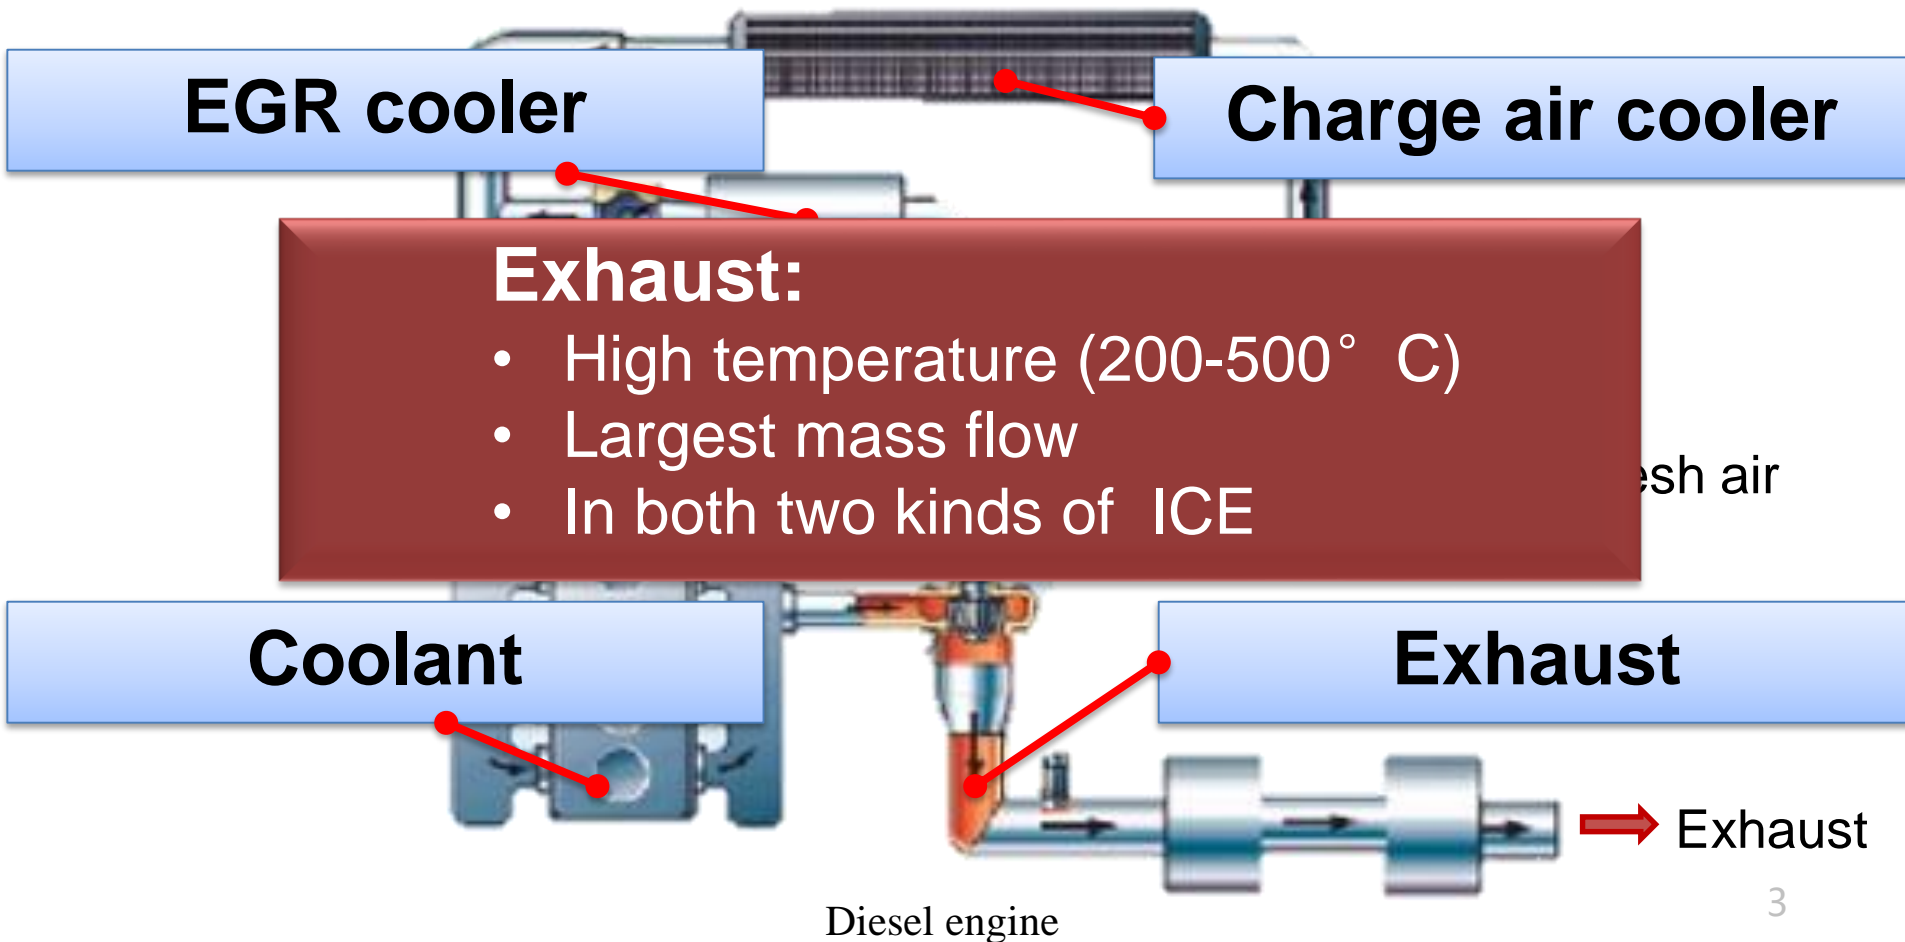 EGR cooler
Charge air cooler
Exhaust:
• High temperature (200-500° C)
• Largest mass flow
• In both two kinds of ICE
esh air
Coolant
Exhaust
Exhaust
3
Diesel engine